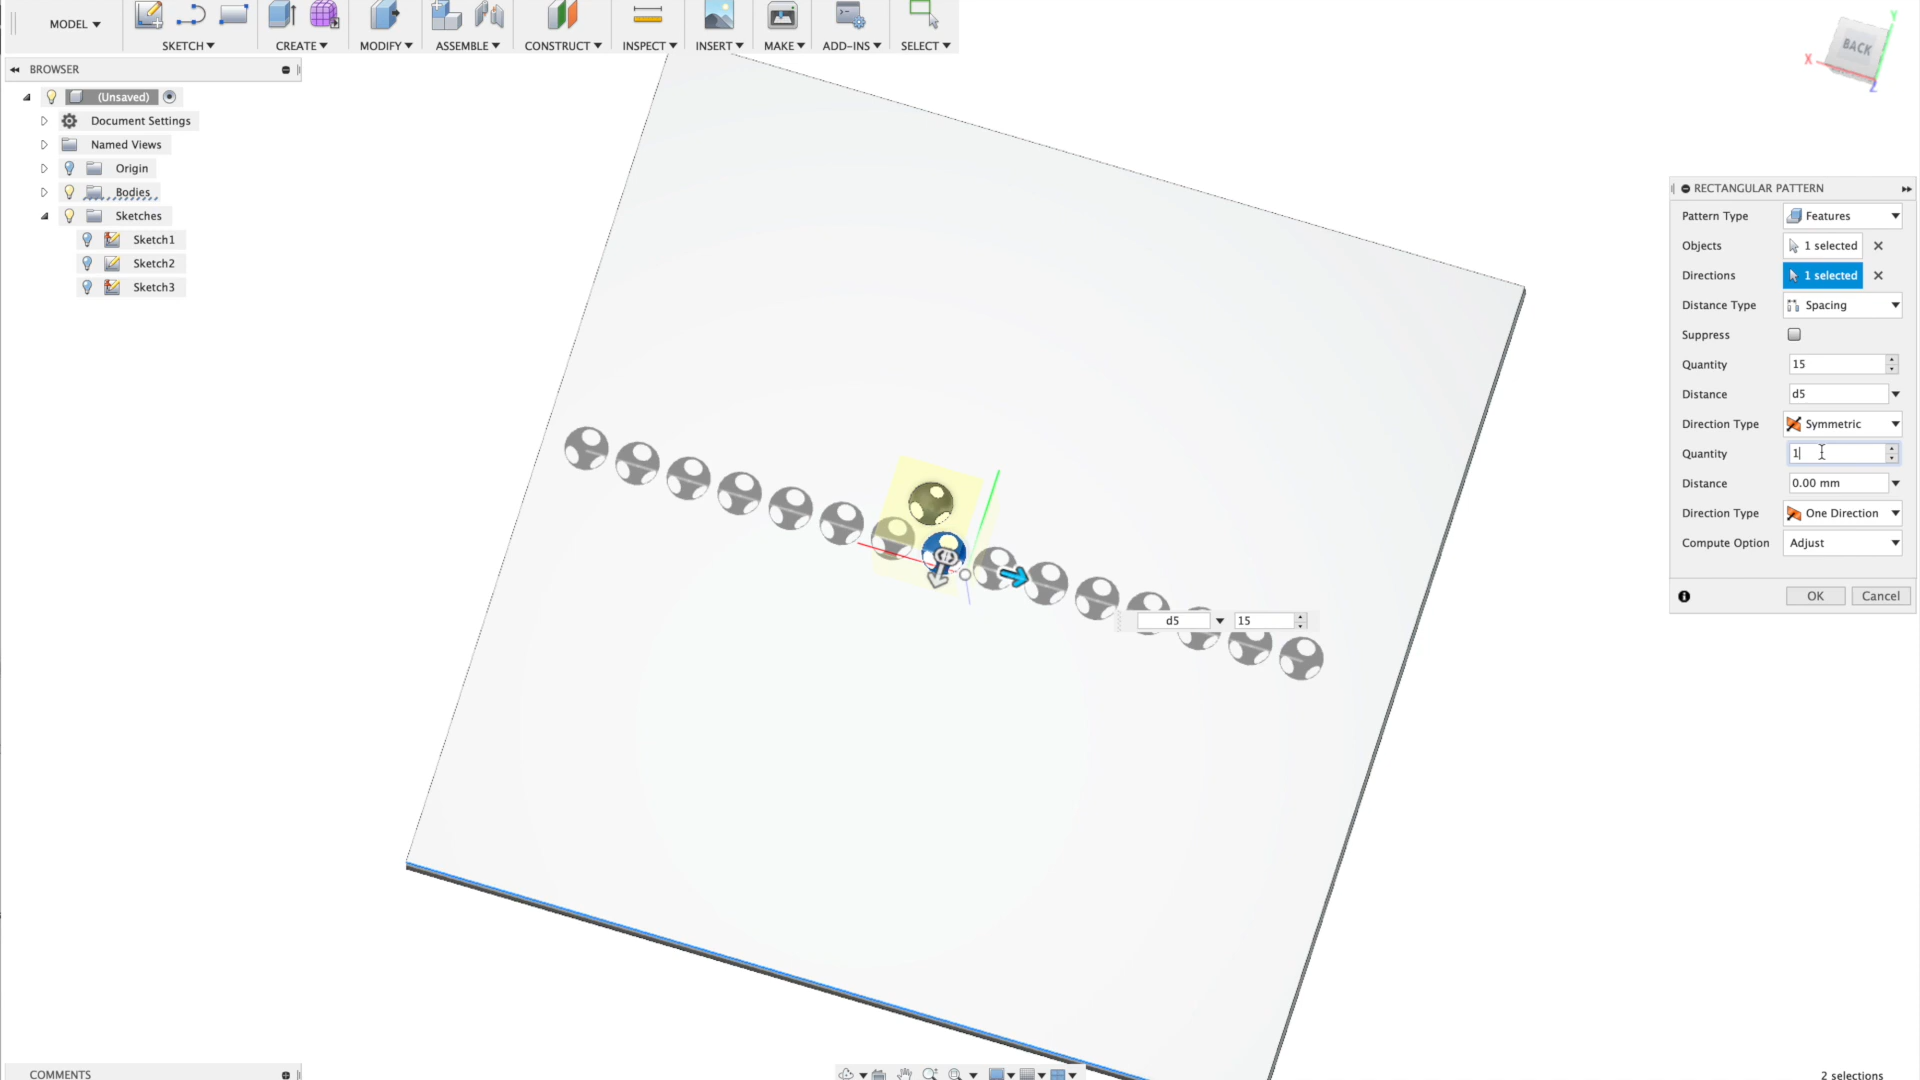 MODEL
SKETCH
CREATE
MODIFY
ASSEMBLE
CONSTRUCT
INSPECT
INSERT
MAKE
ADD-INS
SELECT
BROWSER
(Unsaved)
Document Settings
Named Views
Origin
Bodies
Sketches
Sketch1
Sketch2
Sketch3
Y
X
BACK
Z
RECTANGULAR PATTERN
Pattern Type Features
Objects 1 selected
Directions 1 selected
Distance Type Spacing
Suppress
Quantity 15
Distance d5
Direction Type Symmetric
Quantity 1
Distance 0.00 mm
Direction Type One Direction
Compute Option Adjust
OK Cancel
d5 15
COMMENTS
2 selections